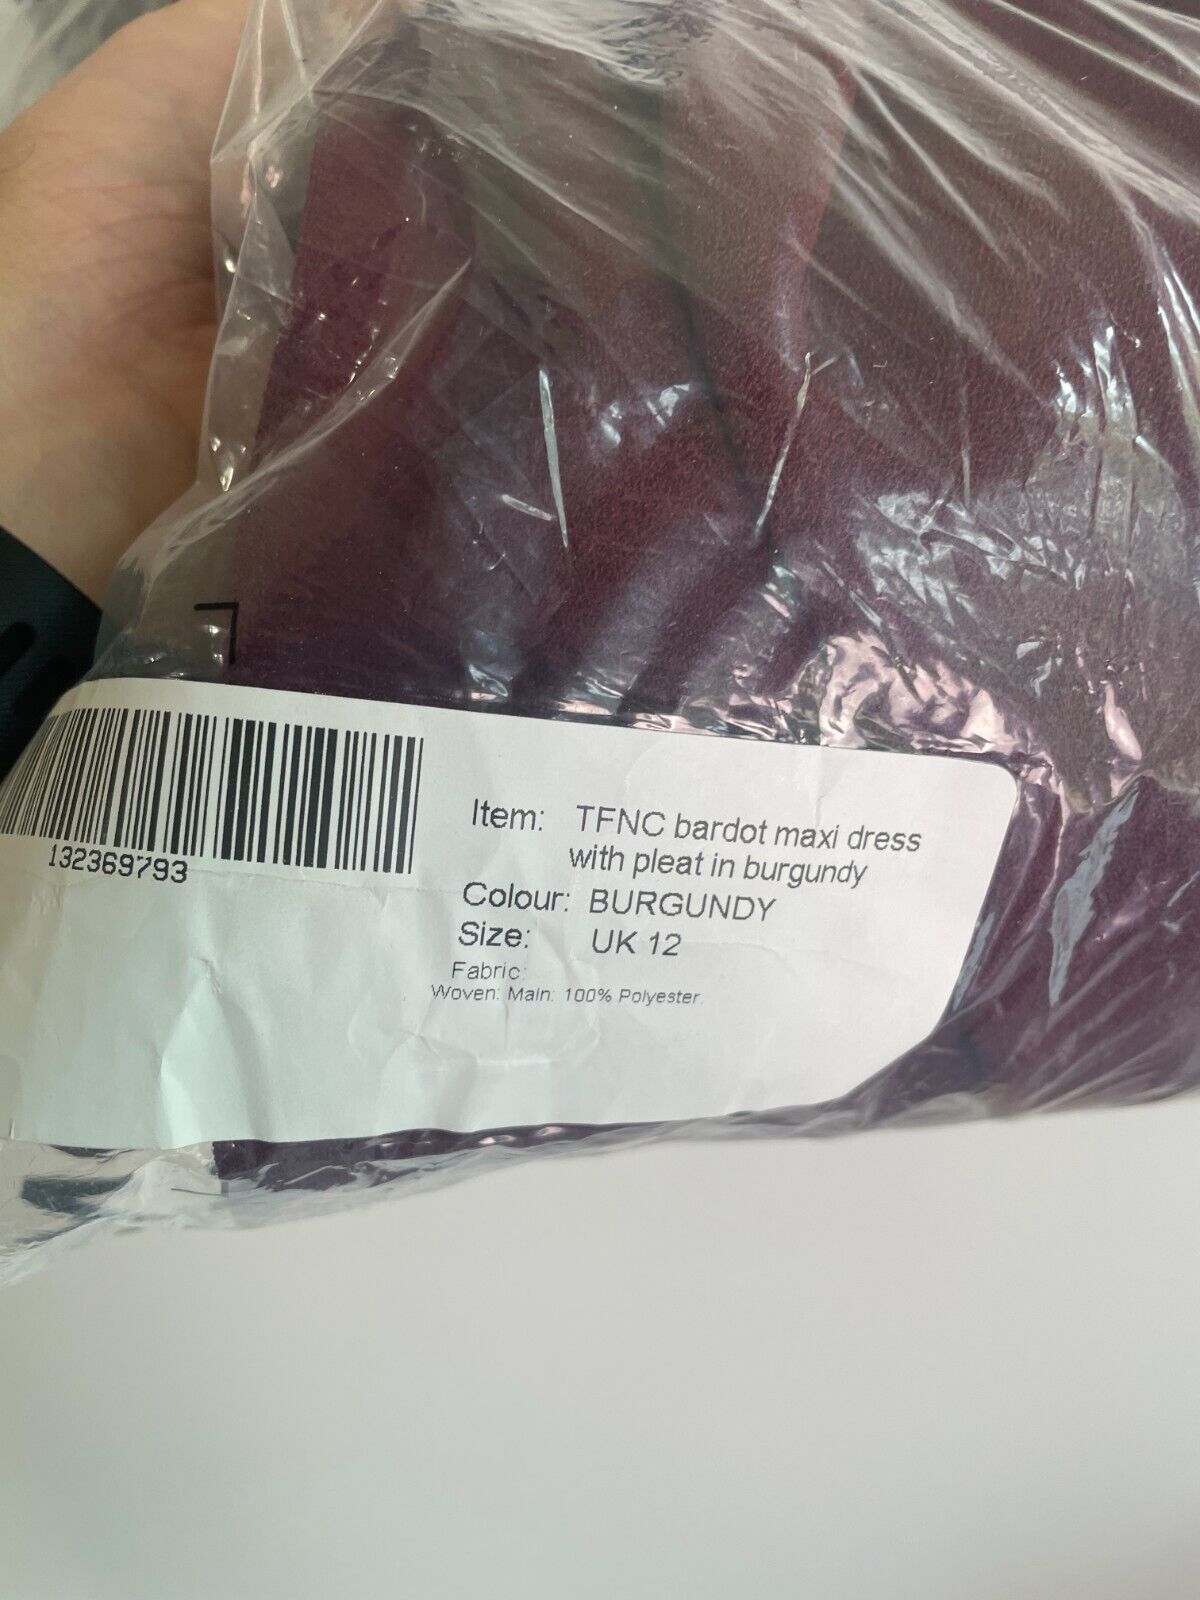 132369793
Item: TFNC bardot maxi dress
with pleat in burgundy
Colour: BURGUNDY
Size: UK 12
Fabric:
Woven: Main: 100% Polyester.